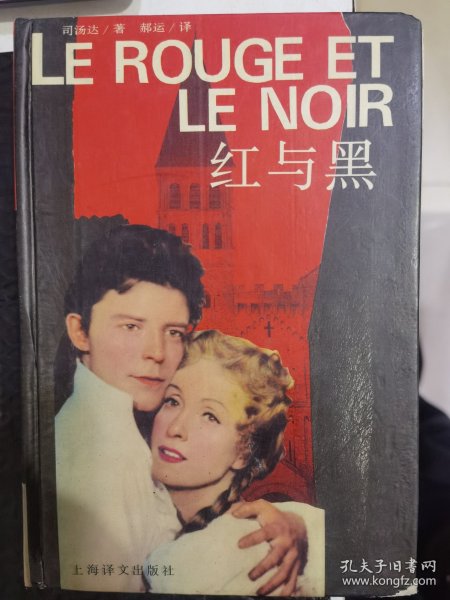 司汤达／著 郝运／译
LE ROUGE ET
LE NOIR
红与黑
上海译文出版社
孔夫子旧书网
www.kongfz.com